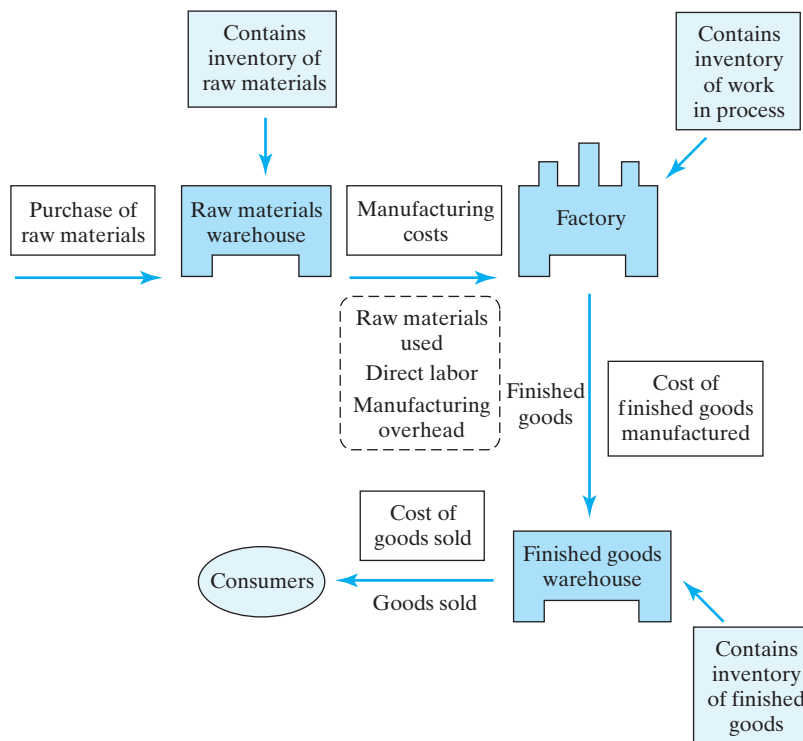 Contains
inventory of
raw materials
Contains
inventory
of work
in process
Purchase of
raw materials
Raw materials
warehouse
Manufacturing
costs
Factory
Raw materials
used
Direct labor
Manufacturing
overhead
Finished
goods
Cost of
finished goods
manufactured
Cost of
goods sold
Consumers
Goods sold
Finished goods
warehouse
Contains
inventory
of finished
goods